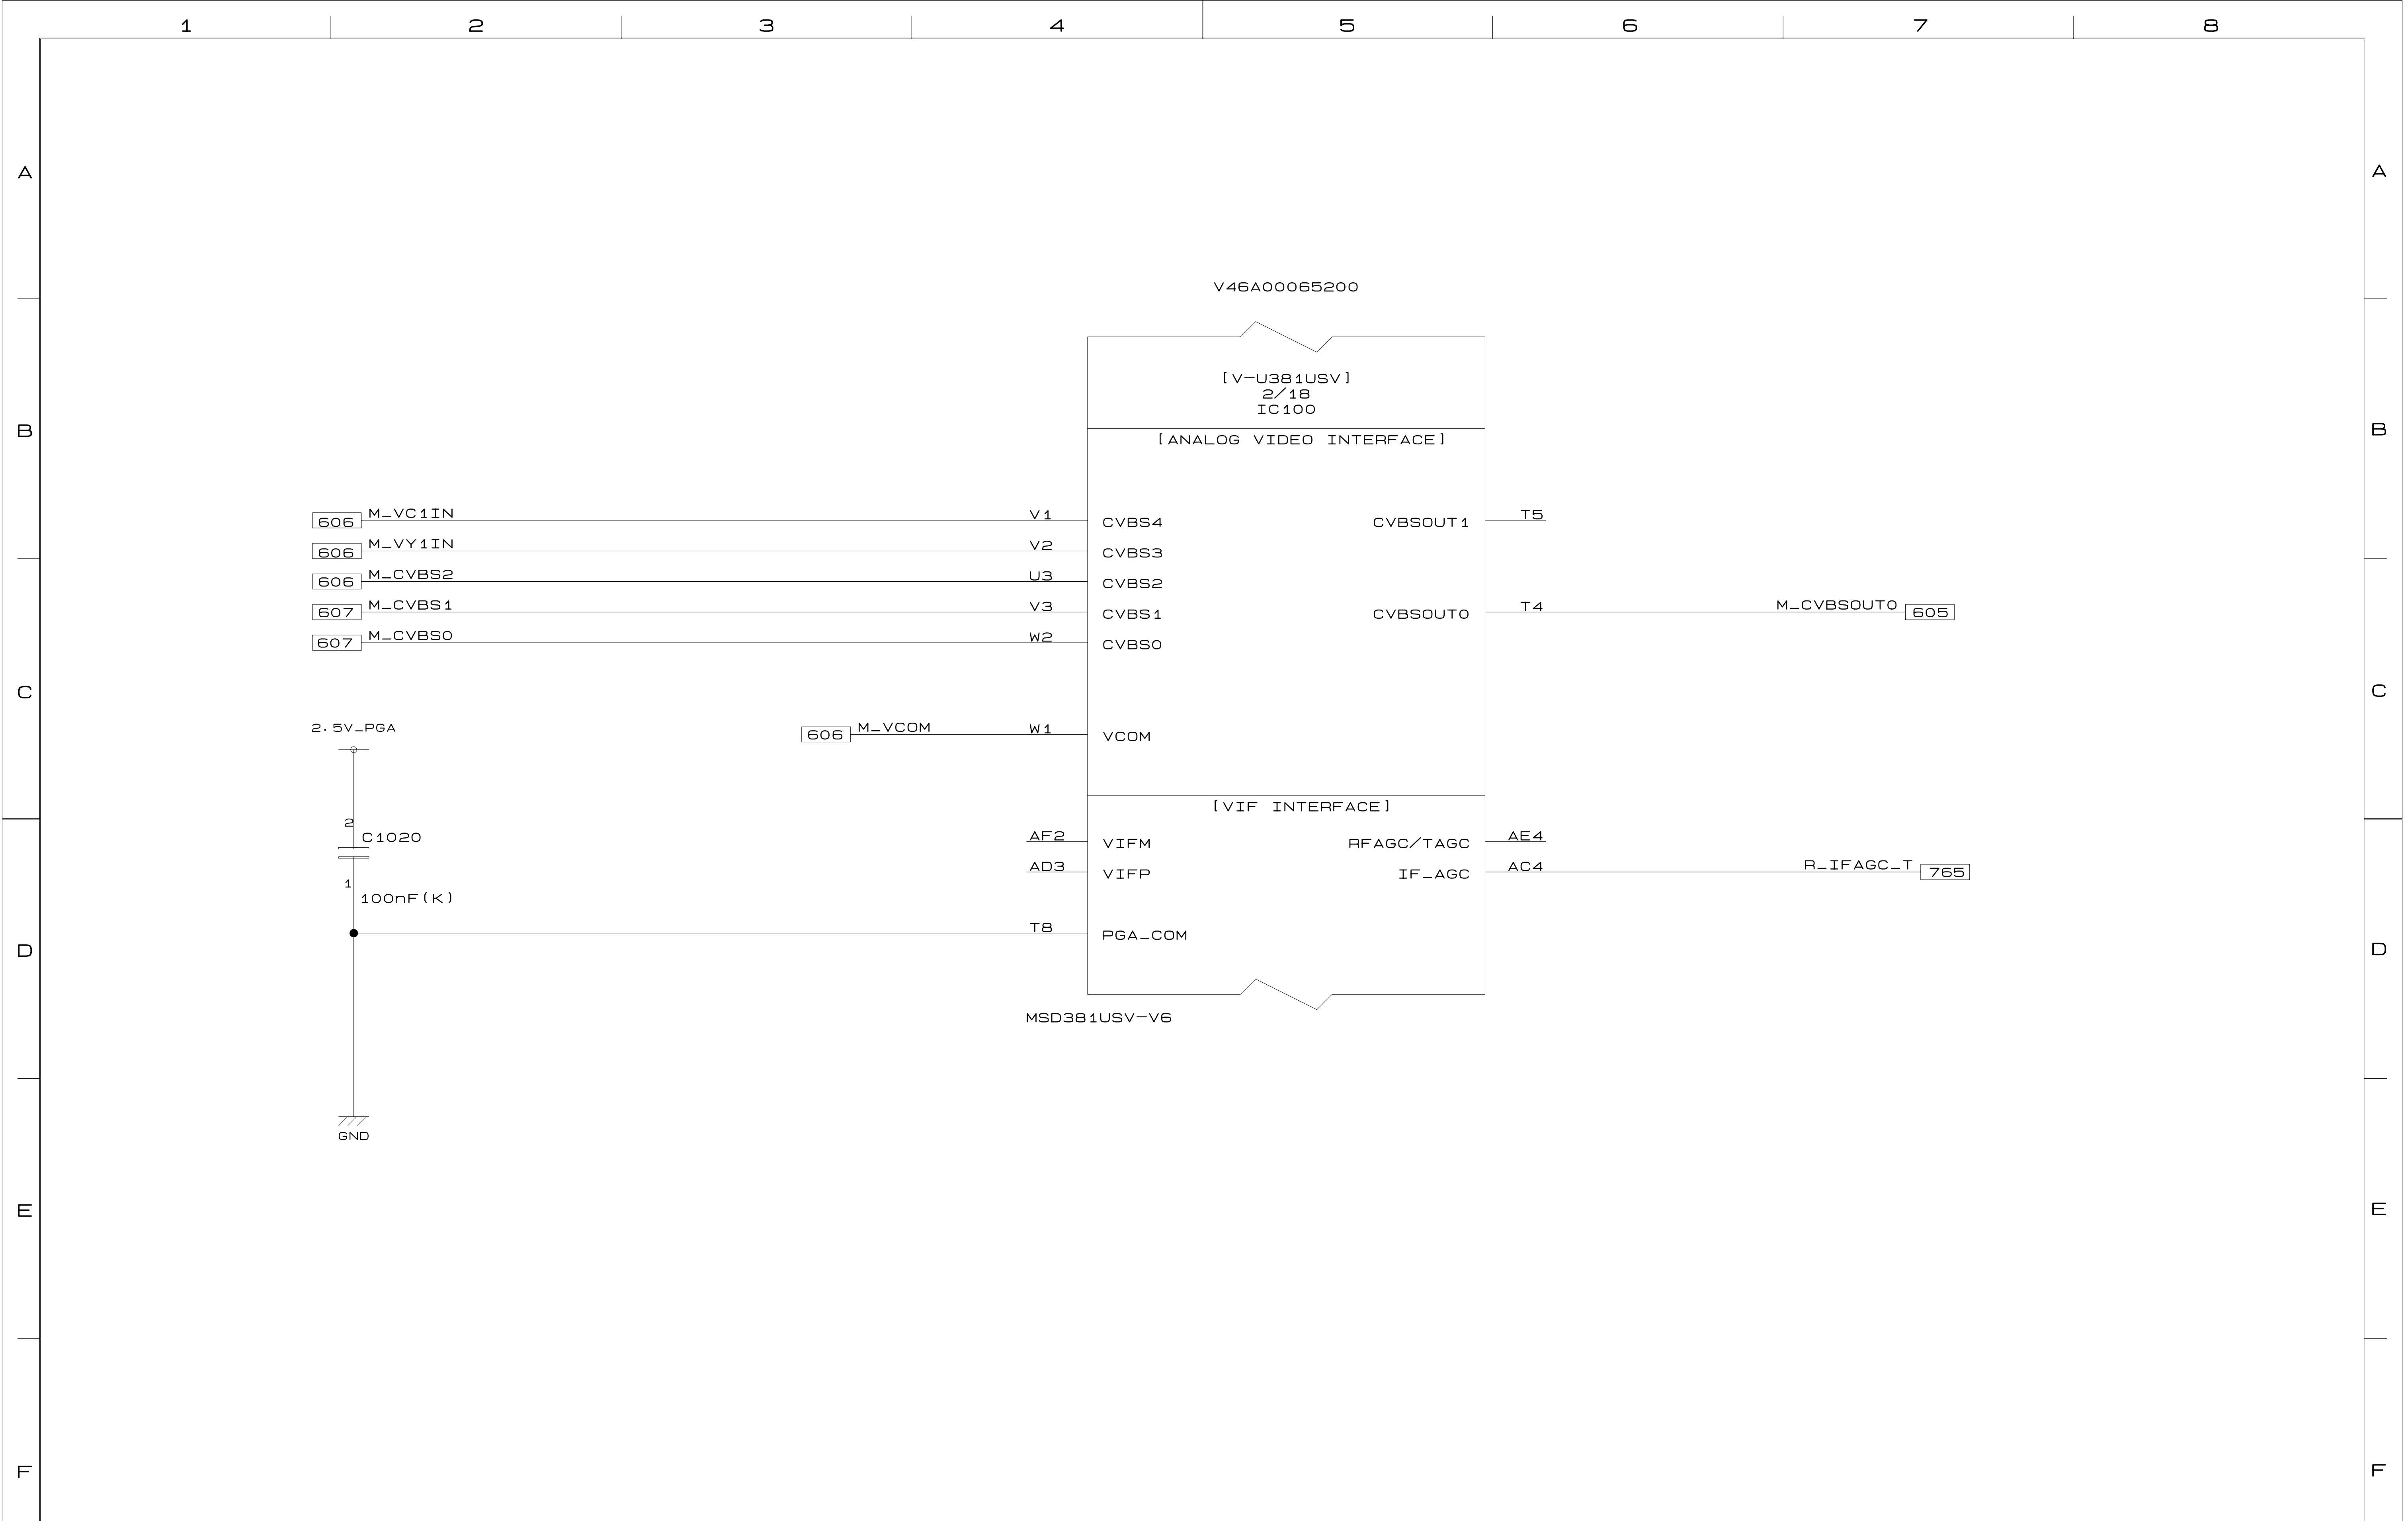 1 2 3 4 5 6 7 8
A A
V46A00065200
[V-U381USV]
2/18
IC100
B B
[ANALOG VIDEO INTERFACE]
606 M_VC1IN V1 CVBS4 CVBSOUT1 T5
606 M_VY1IN V2 CVBS3
606 M_CVBS2 U3 CVBS2
607 M_CVBS1 V3 CVBS1 CVBSOUT0 T4 M_CVBSOUT0 605
607 M_CVBS0 W2 CVBS0
C C
2.5V_PGA 606 M_VCOM W1 VCOM
[VIF INTERFACE]
2
C1020 AF2 VIFM RFAGC/TAGC AE4
AD3 VIFP IF_AGC AC4 R_IFAGC_T 765
1
100nF(K)
T8 PGA_COM
D D
MSD381USV-V6
GND
E E
F F